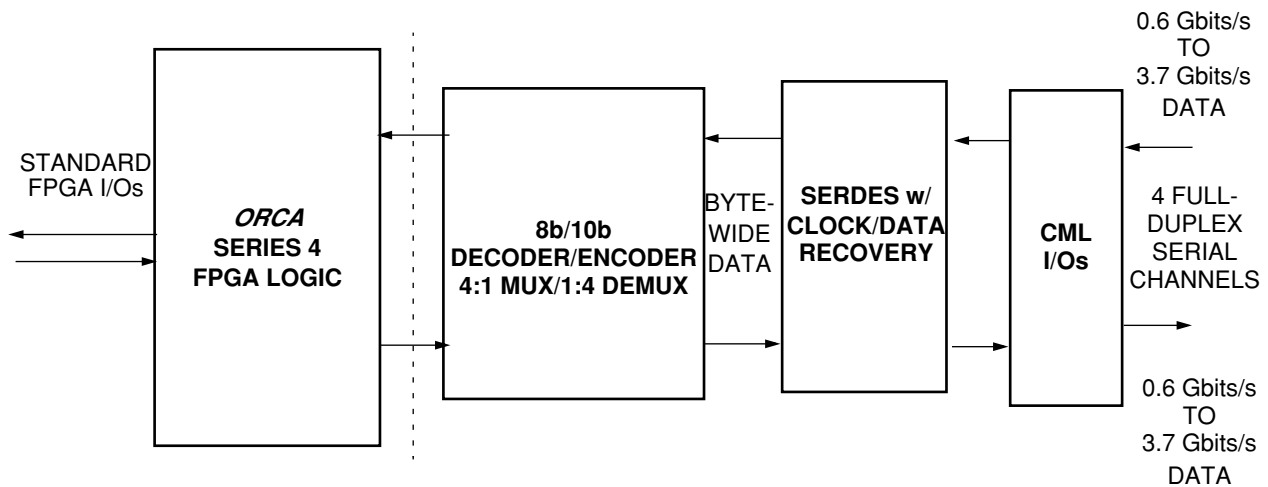 STANDARD
FPGA I/Os
ORCA
SERIES 4
FPGA LOGIC
8b/10b
DECODER/ENCODER
4:1 MUX/1:4 DEMUX
BYTE-
WIDE
DATA
SERDES w/
CLOCK/DATA
RECOVERY
CML
I/Os
0.6 Gbits/s
TO
3.7 Gbits/s
DATA
4 FULL-
DUPLEX
SERIAL
CHANNELS
0.6 Gbits/s
TO
3.7 Gbits/s
DATA